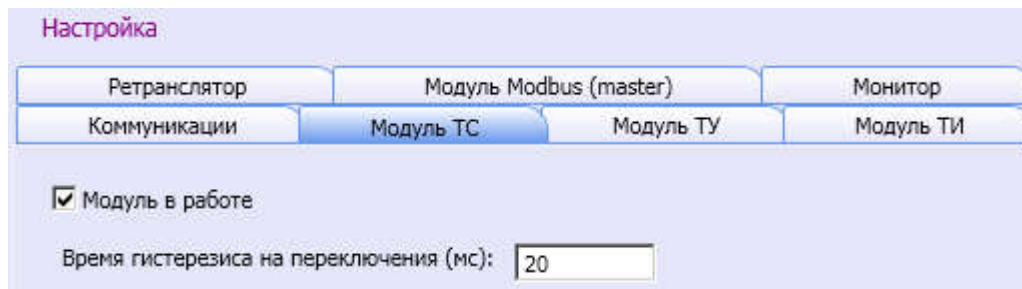 Настройка
Ретранслятор Модуль Modbus (master) Монитор
Коммуникации Модуль ТС Модуль ТУ Модуль ТИ
Модуль в работе
Время гистерезиса на переключения (мс): 20